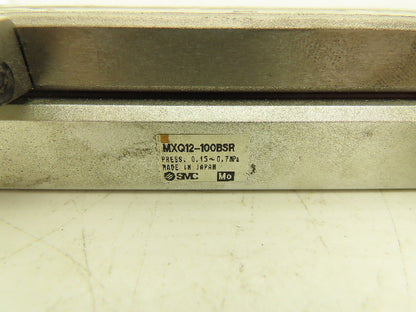 MXQ12-100BSR
PRESS. 0.15~0.7MPa
MADE IN JAPAN
SMC Mo